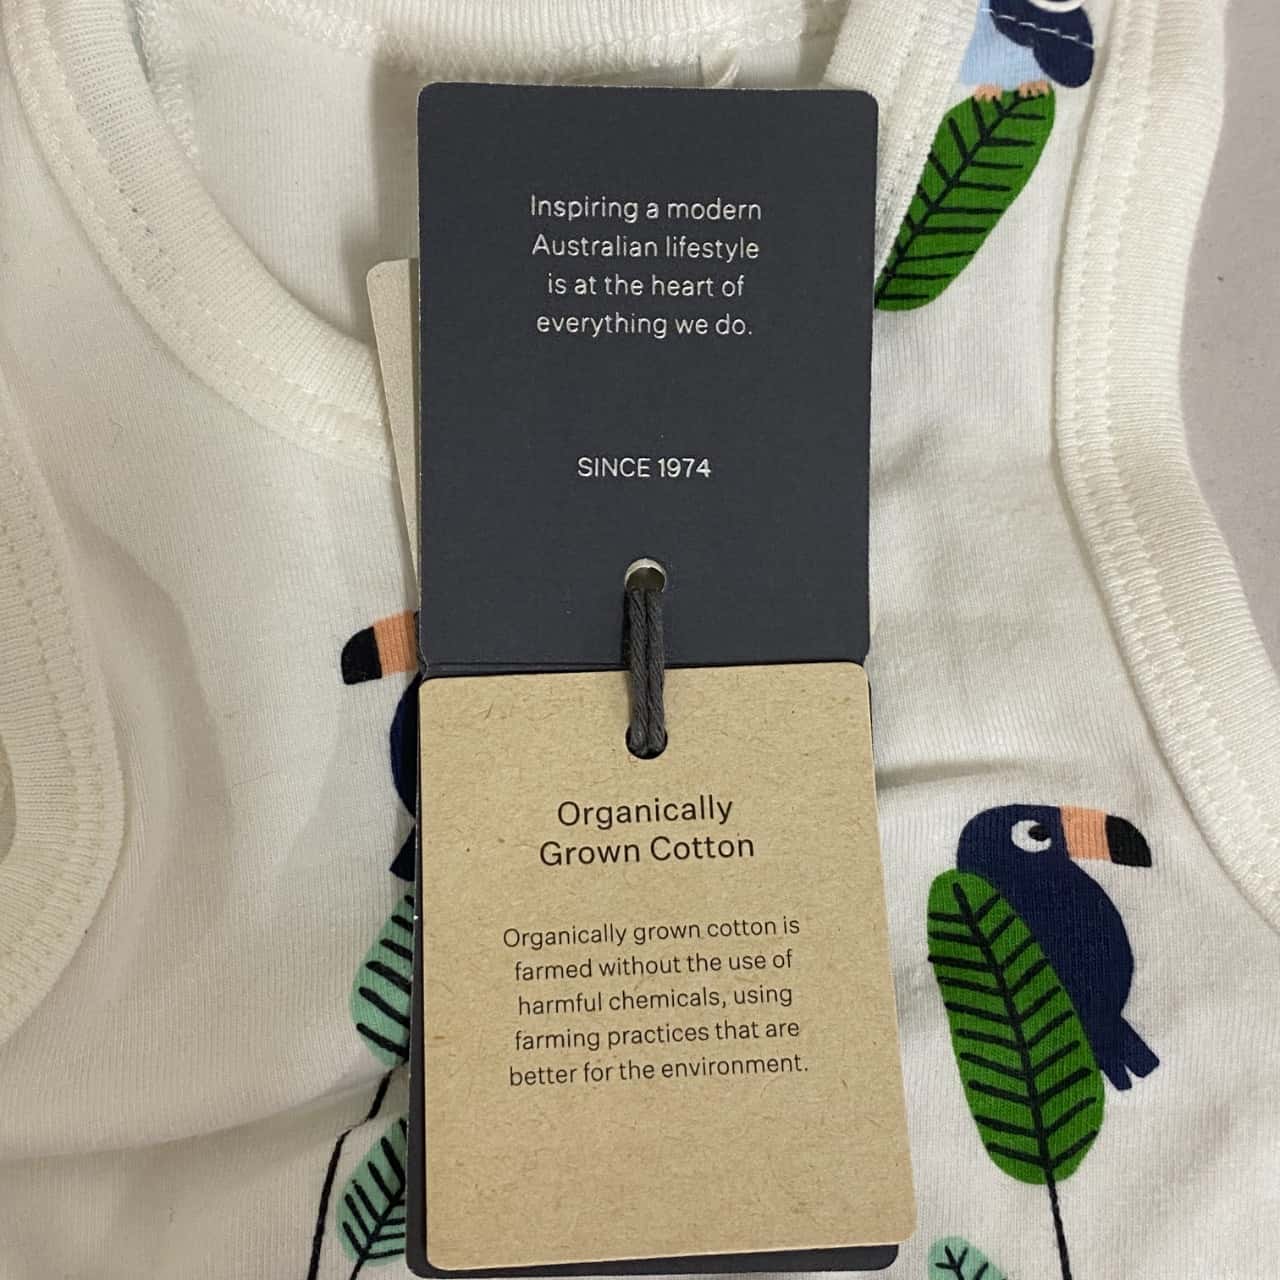 Inspiring a modern
Australian lifestyle
is at the heart of
everything we do.
SINCE 1974
Organically
Grown Cotton
Organically grown cotton is
farmed without the use of
harmful chemicals, using
farming practices that are
better for the environment.